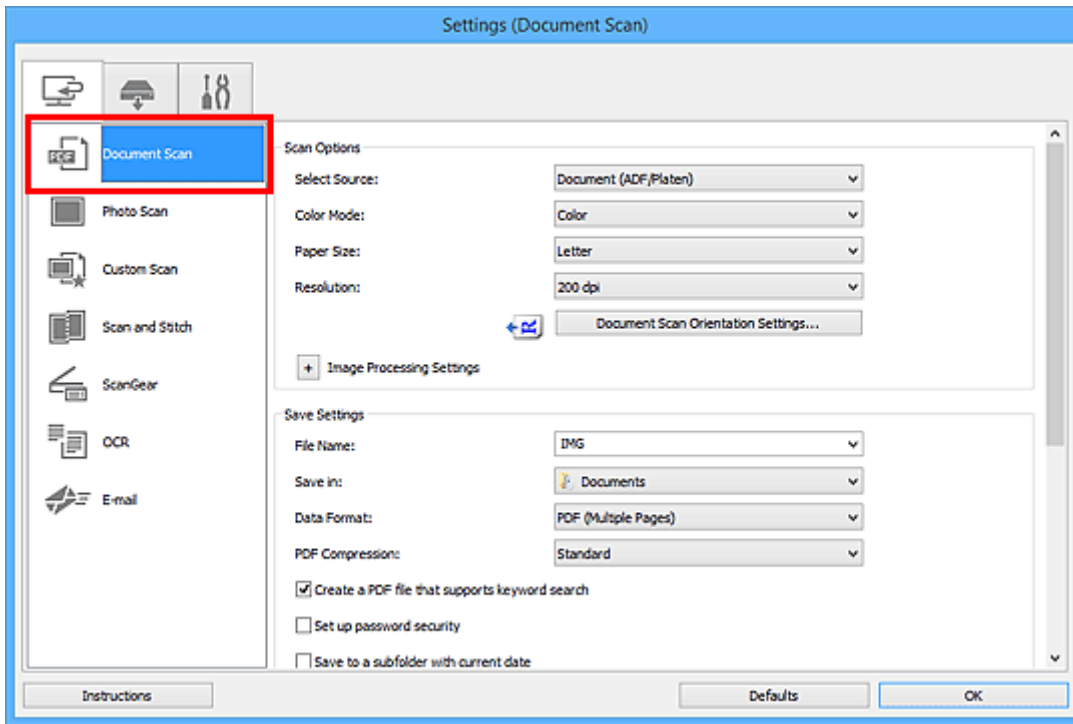 Settings (Document Scan)
PDF
Document Scan
Photo Scan
Custom Scan
Scan and Stitch
ScanGear
OCR
E-mail
Scan Options
Select Source: Document (ADF/Platen)
Color Mode: Color
Paper Size: Letter
Resolution: 200 dpi
R Document Scan Orientation Settings...
+ Image Processing Settings
Save Settings
File Name: IMG
Save in: Documents
Data Format: PDF (Multiple Pages)
PDF Compression: Standard
Create a PDF file that supports keyword search
Set up password security
Save to a subfolder with current date
Instructions Defaults OK